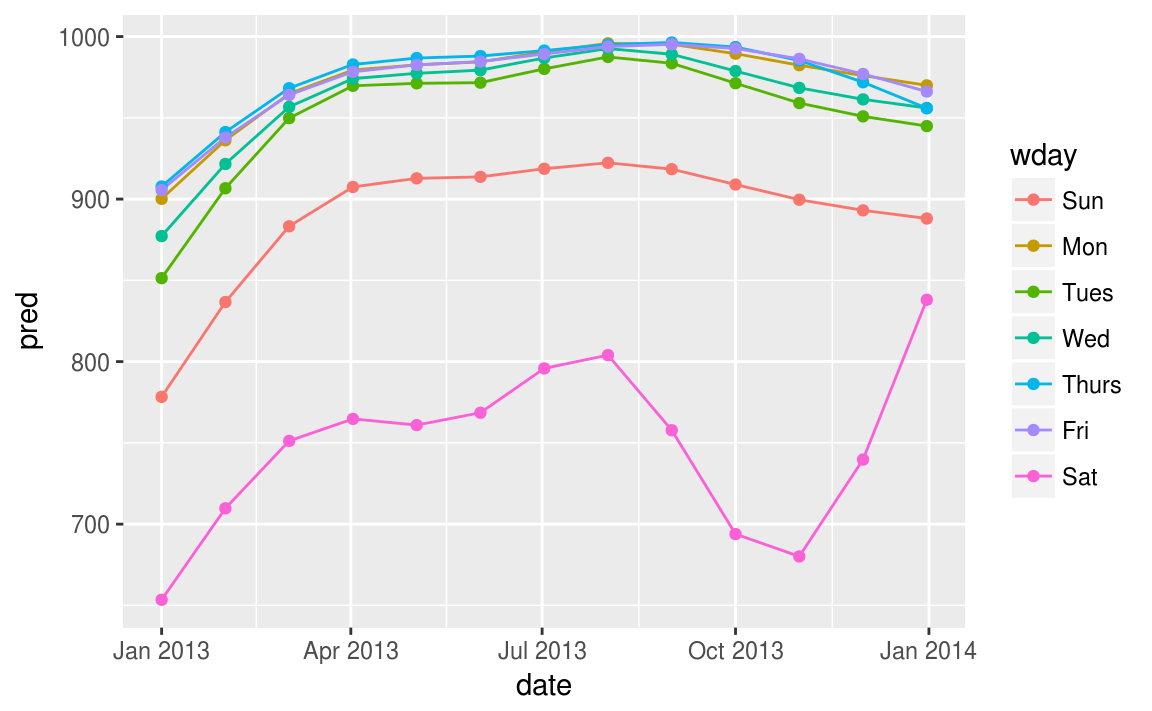 1000
900
800
700
pred
Jan 2013
Apr 2013
Jul 2013
Oct 2013
Jan 2014
date
wday
Sun
Mon
Tues
Wed
Thurs
Fri
Sat